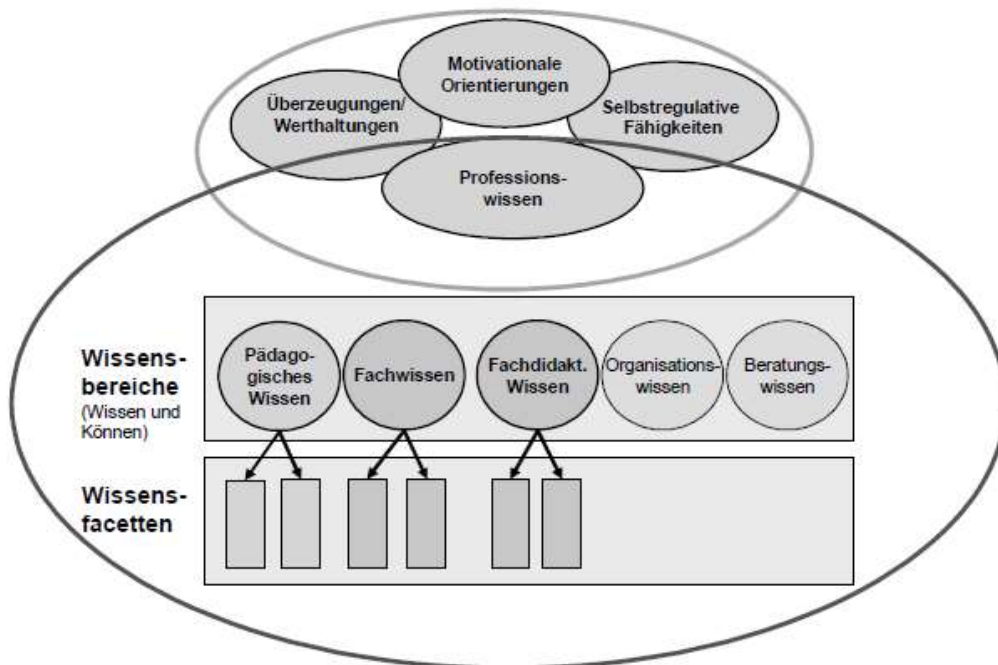 Motivationale
Orientierungen
Überzeugungen/
Werthaltungen
Selbstregulative
Fähigkeiten
Professions-
wissen
Wissens-
bereiche
(Wissen und
Können)
Pädago-
gisches
Wissen
Fachwissen
Fachdidakt.
Wissen
Organisations-
wissen
Beratungs-
wissen
Wissens-
facetten